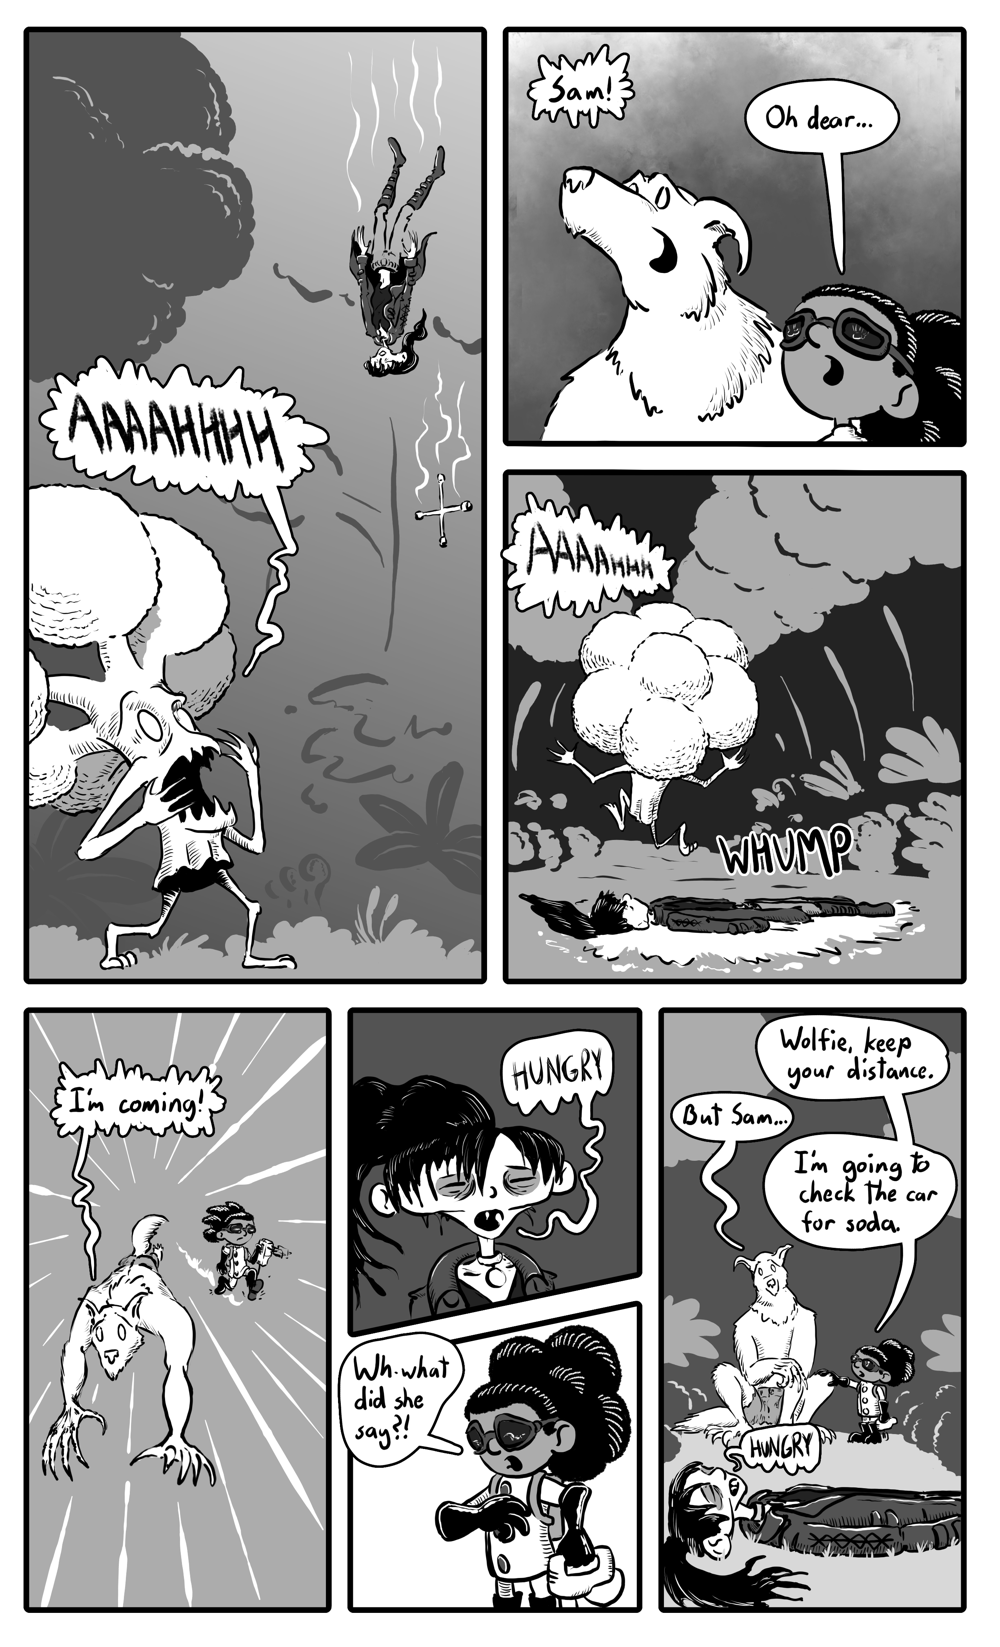 AAAAHHHH
Sam!
Oh dear...
AAAAHHHH
WHUMP
I'm coming!
HUNGRY
Wh-what
did she
say?!
Wolfie, keep
your distance.
But Sam...
I'm going to
check the car
for soda.
HUNGRY